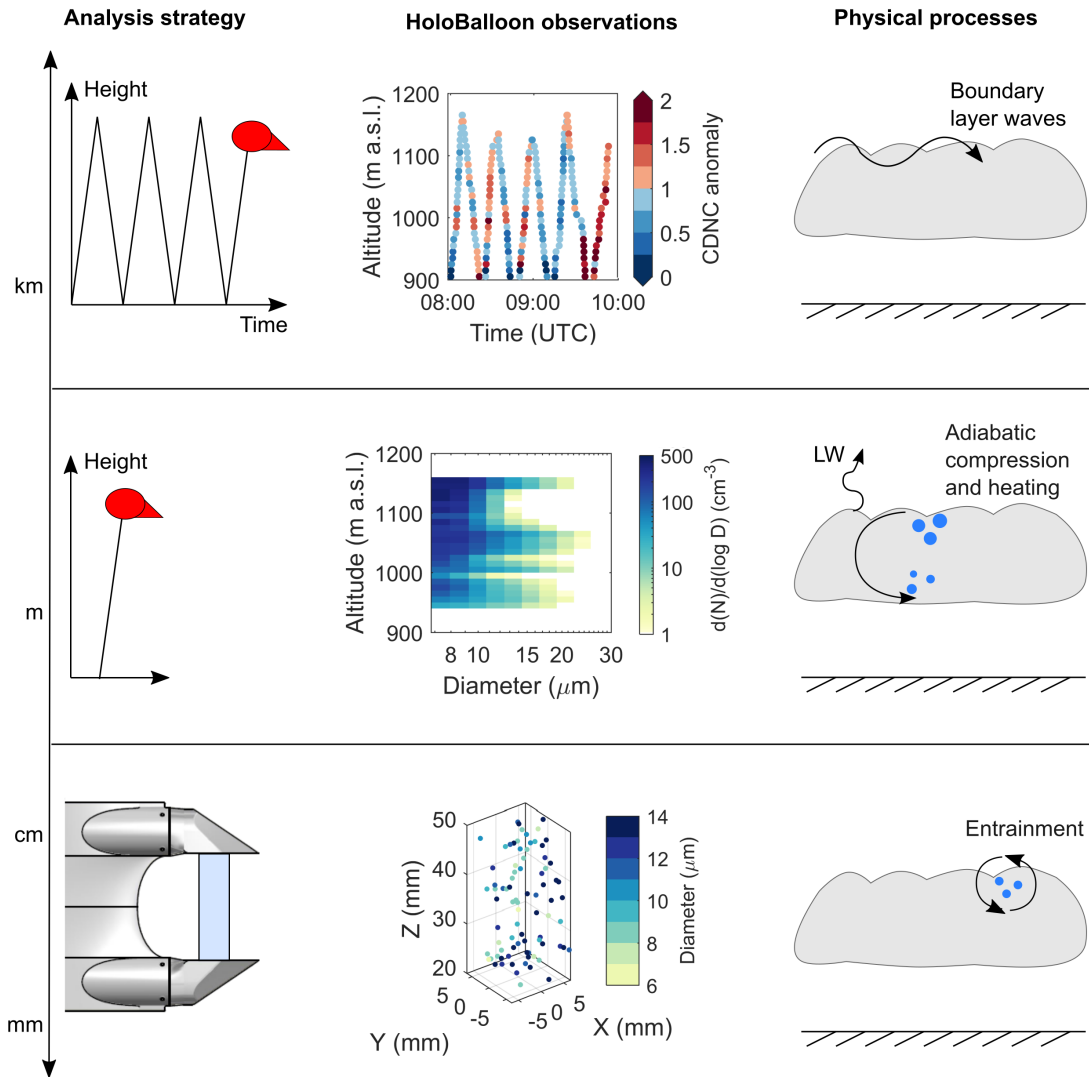 Analysis strategy
HoloBalloon observations
Physical processes
km
m
cm
mm
Height
Time
Altitude (m a.s.l.)
1200
1100
1000
900
08:00
09:00
10:00
Time (UTC)
2
1.5
1
0.5
0
CDNC anomaly
Boundary
layer waves
Height
Altitude (m a.s.l.)
1200
1100
1000
900
8
10
15
20
30
Diameter (μm)
500
100
10
1
d(N)/d(log D) (cm⁻³)
LW
Adiabatic
compression
and heating
Z (mm)
50
40
30
20
5
0
-5
Y (mm)
-5
0
5
X (mm)
14
12
10
8
6
Diameter (μm)
Entrainment